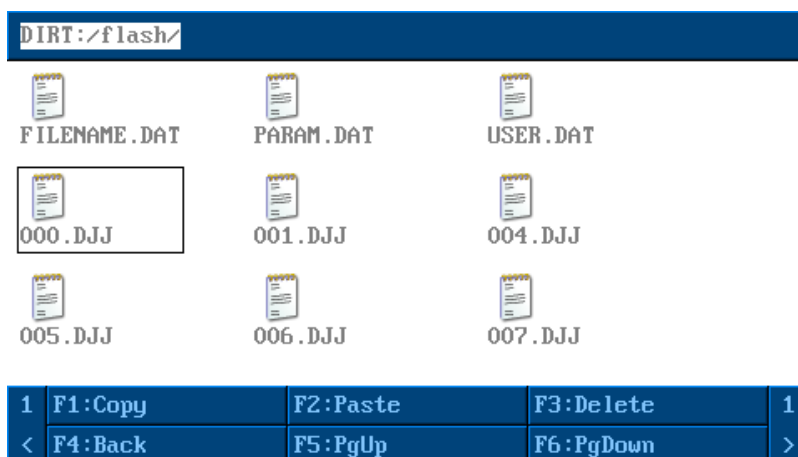 DIRT:/flash/
FILENAME.DAT PARAM.DAT USER.DAT
000.DJJ 001.DJJ 004.DJJ
005.DJJ 006.DJJ 007.DJJ
1 F1:Copy F2:Paste F3:Delete 1
< F4:Back F5:PgUp F6:PgDown >